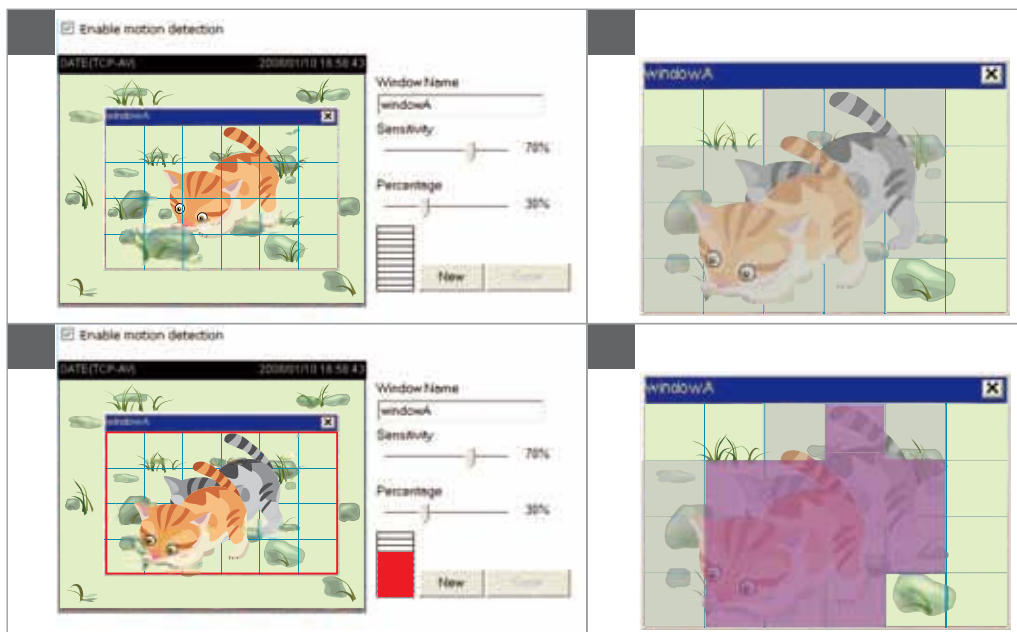 Enable motion detection
DATE(TCP-AV) 2008/01/10 16:58:43
windowA
Window Name
windowA
Sensitivity
70%
Percentage
30%
New
windowA
Enable motion detection
DATE(TCP-AV) 2008/01/10 16:58:43
windowA
Window Name
windowA
Sensitivity
70%
Percentage
30%
New
windowA